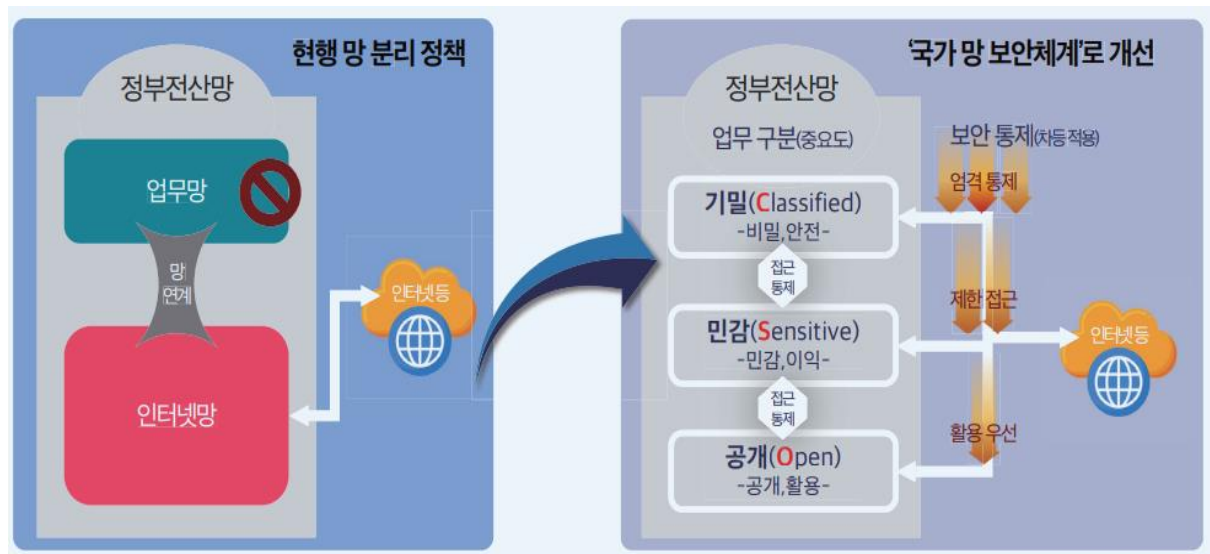 현행 망 분리 정책
정부전산망
업무망
망
연계
인터넷망
인터넷 등
'국가 망 보안체계'로 개선
정부전산망
업무 구분(중요도)
기밀(Classified)
-비밀,안전-
접근
통제
민감(Sensitive)
-민감,이익-
접근
통제
공개(Open)
-공개,활용-
보안 통제(차등 적용)
엄격 통제
제한 접근
활용 우선
인터넷 등